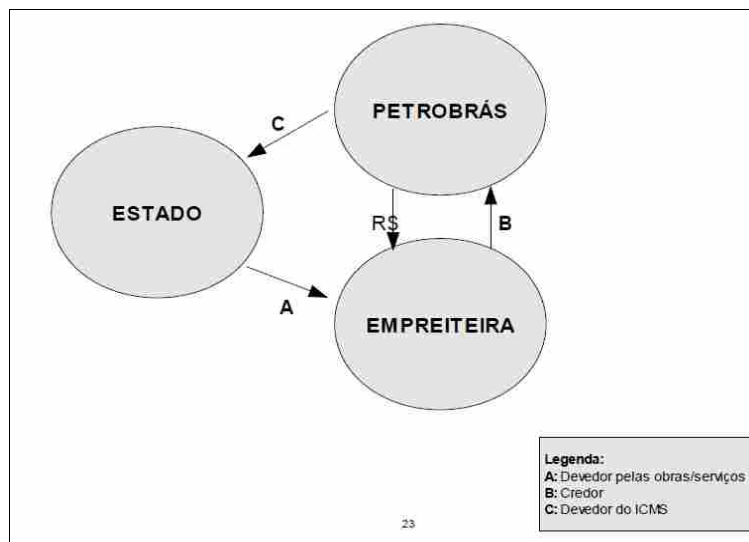 PETROBRÁS
C
ESTADO
R$
B
A
EMPREITEIRA
Legenda:
A: Devedor pelas obras/serviços
B: Credor
C: Devedor do ICMS
23